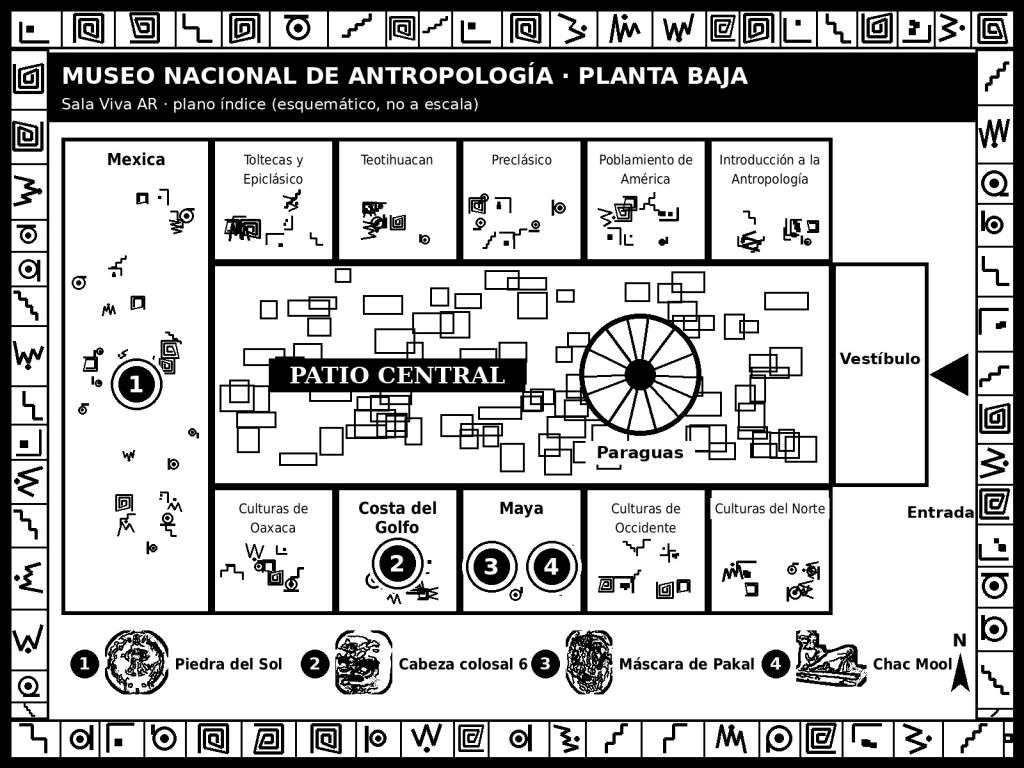 MUSEO NACIONAL DE ANTROPOLOGÍA · PLANTA BAJA
Sala Viva AR · plano índice (esquemático, no a escala)
Mexica
Toltecas y
Epiclásico
Teotihuacan
Preclásico
Poblamiento de
América
Introducción a la
Antropología
Vestíbulo
1
PATIO CENTRAL
Paraguas
Entrada
Culturas de
Oaxaca
Costa del
Golfo
Maya
Culturas de
Occidente
Culturas del Norte
2
3
4
1 Piedra del Sol
2 Cabeza colosal 6
3 Máscara de Pakal
4 Chac Mool
N